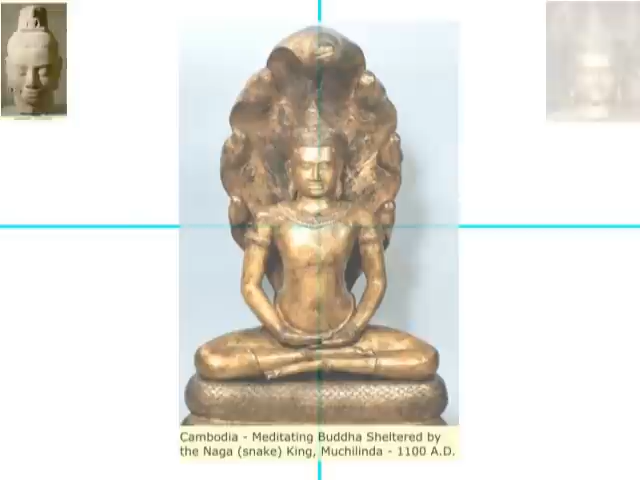 Cambodia - Meditating Buddha Sheltered by
the Naga (snake) King, Muchilinda - 1100 A.D.